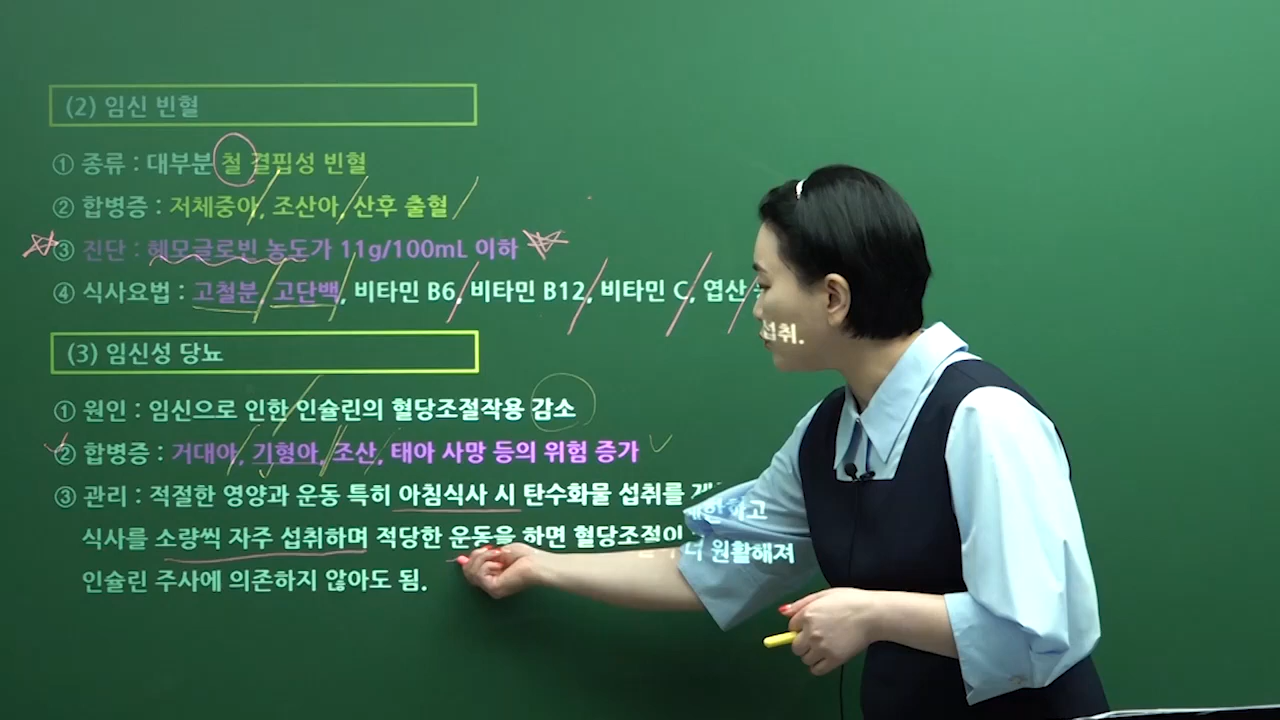 (2) 임신 빈혈
① 종류 : 대부분 철 결핍성 빈혈
② 합병증 : 저체중아, 조산아, 산후 출혈
③ 진단 : 헤모글로빈 농도가 11g/100mL 이하
④ 식사요법 : 고철분, 고단백, 비타민 B6, 비타민 B12, 비타민 C, 엽산 섭취.
(3) 임신성 당뇨
① 원인 : 임신으로 인한 인슐린의 혈당조절작용 감소
② 합병증 : 거대아, 기형아, 조산, 태아 사망 등의 위험 증가
③ 관리 : 적절한 영양과 운동 특히 아침식사 시 탄수화물 섭취를 제한하고
식사를 소량씩 자주 섭취하며 적당한 운동을 하면 혈당조절이 원활해져
인슐린 주사에 의존하지 않아도 됨.